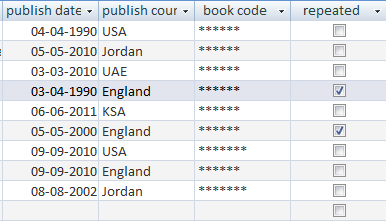 publish date publish cour book code repeated
04-04-1990 USA ******
05-05-2010 Jordan ******
03-03-2010 UAE ******
03-04-1990 England ******
06-06-2011 KSA ******
05-05-2000 England ******
09-09-2010 USA *******
09-09-2010 England *******
08-08-2002 Jordan *******